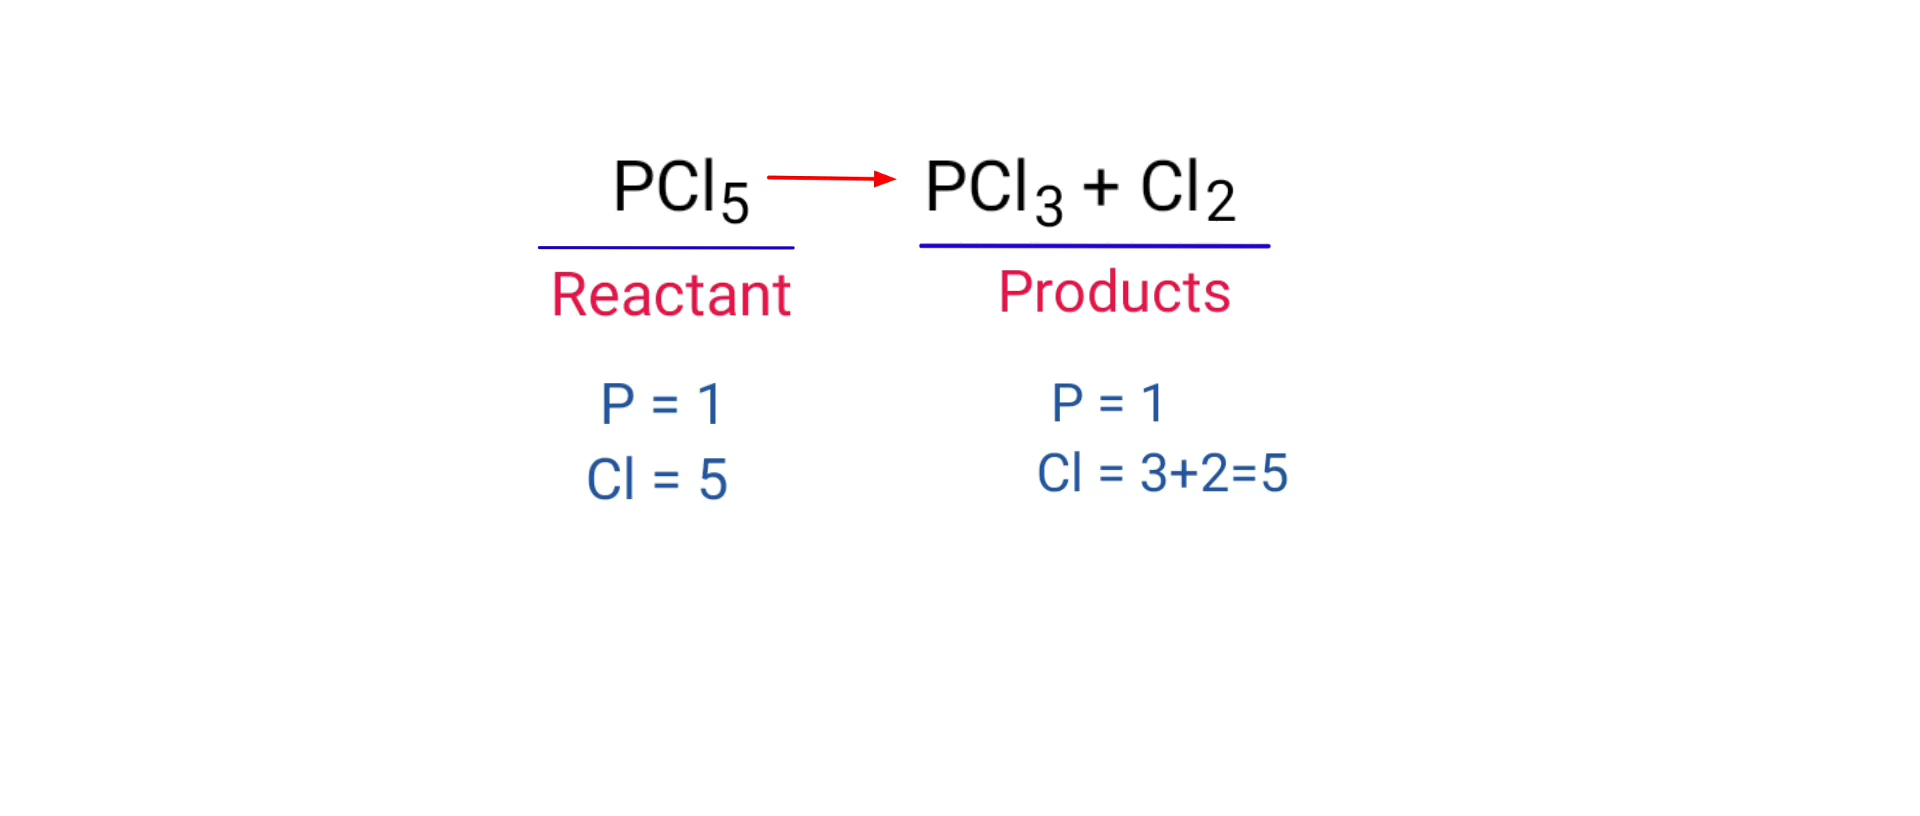 PCl5 → PCl3 + Cl2
Reactant Products
P = 1 P = 1
Cl = 5 Cl = 3+2=5